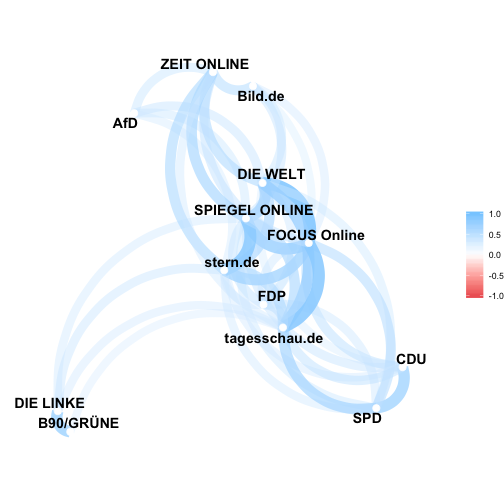 ZEIT ONLINE
Bild.de
AfD
DIE WELT
SPIEGEL ONLINE
FOCUS Online
stern.de
FDP
tagesschau.de
CDU
SPD
DIE LINKE
B90/GRÜNE
1.0
0.5
0.0
-0.5
-1.0